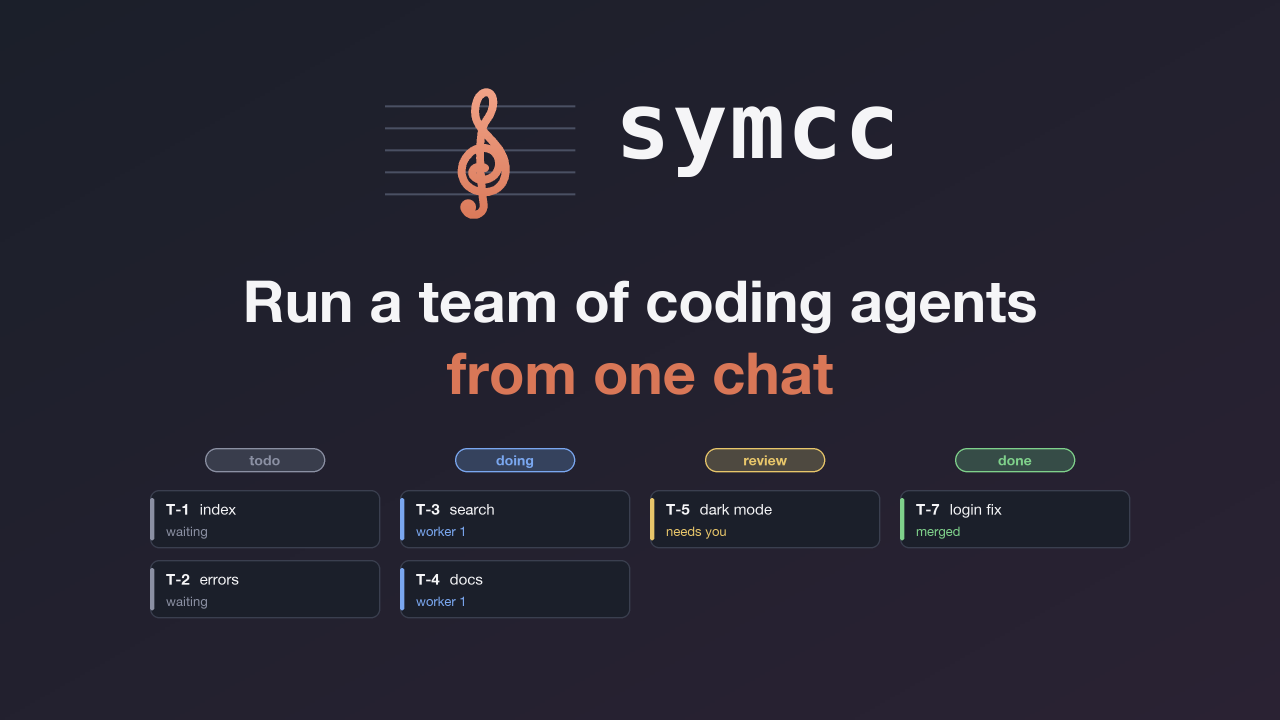 symcc
Run a team of coding agents
from one chat
todo
doing
review
done
T-1 index
waiting
T-3 search
worker 1
T-5 dark mode
needs you
T-7 login fix
merged
T-2 errors
waiting
T-4 docs
worker 1